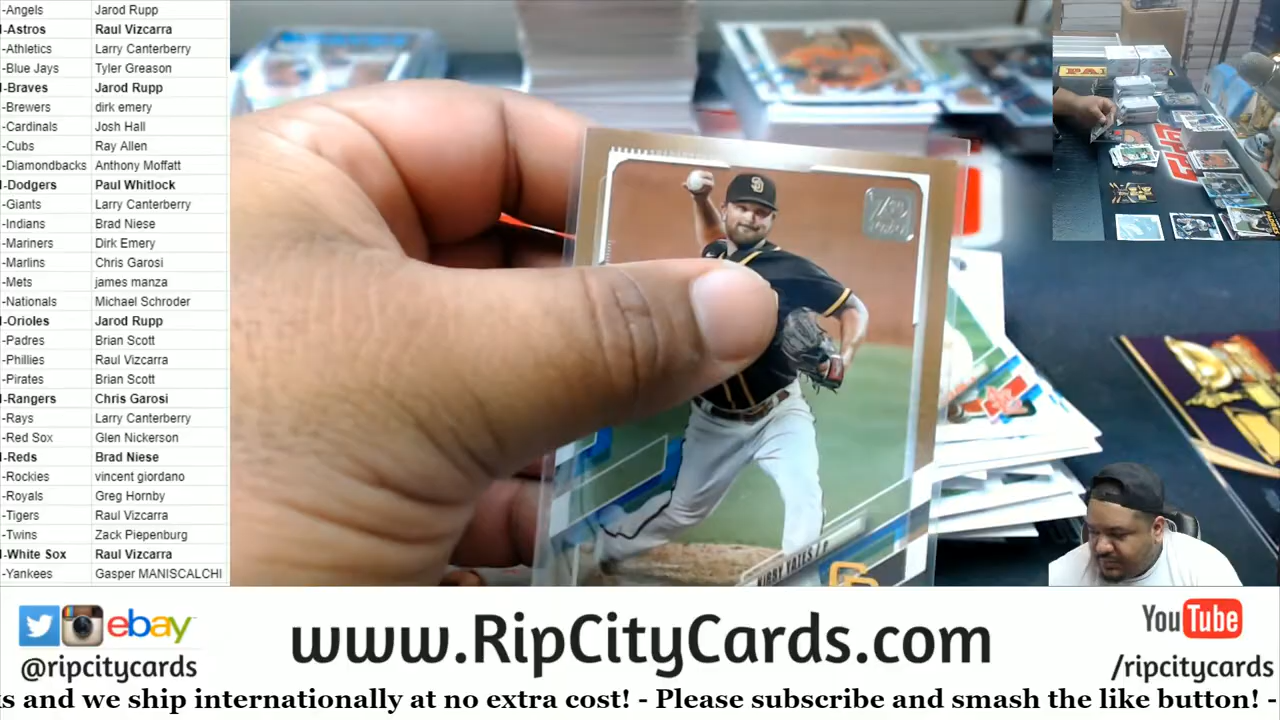 -Angels Jarod Rupp
-Astros Raul Vizcarra
-Athletics Larry Canterberry
-Blue Jays Tyler Greason
-Braves Jarod Rupp
-Brewers dirk emery
-Cardinals Josh Hall
-Cubs Ray Allen
-Diamondbacks Anthony Moffatt
-Dodgers Paul Whitlock
-Giants Larry Canterberry
-Indians Brad Niese
-Mariners Dirk Emery
-Marlins Chris Garosi
-Mets james manza
-Nationals Michael Schroder
-Orioles Jarod Rupp
-Padres Brian Scott
-Phillies Raul Vizcarra
-Pirates Brian Scott
-Rangers Chris Garosi
-Rays Larry Canterberry
-Red Sox Glen Nickerson
-Reds Brad Niese
-Rockies vincent giordano
-Royals Greg Hornby
-Tigers Raul Vizcarra
-Twins Zack Piepenburg
-White Sox Raul Vizcarra
-Yankees Gasper MANISCALCHI
KIRBY YATES / P
ebay
@ripcitycards
www.RipCityCards.com
YouTube
/ripcitycards
and we ship internationally at no extra cost! - Please subscribe and smash the like button! -